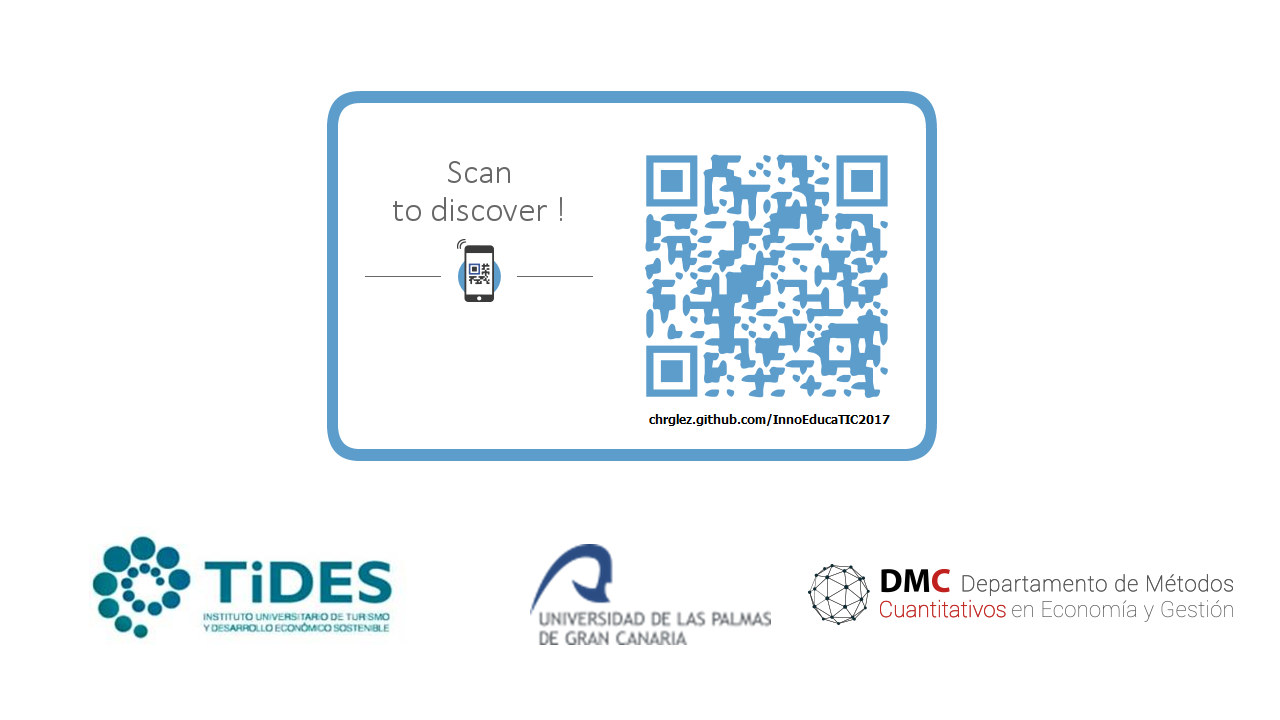 Scan
to discover !
chrglez.github.com/InnoEducaTIC2017
TiDES
INSTITUTO UNIVERSITARIO DE TURISMO
Y DESARROLLO ECONÓMICO SOSTENIBLE
UNIVERSIDAD DE LAS PALMAS
DE GRAN CANARIA
DMC Departamento de Métodos
Cuantitativos en Economía y Gestión